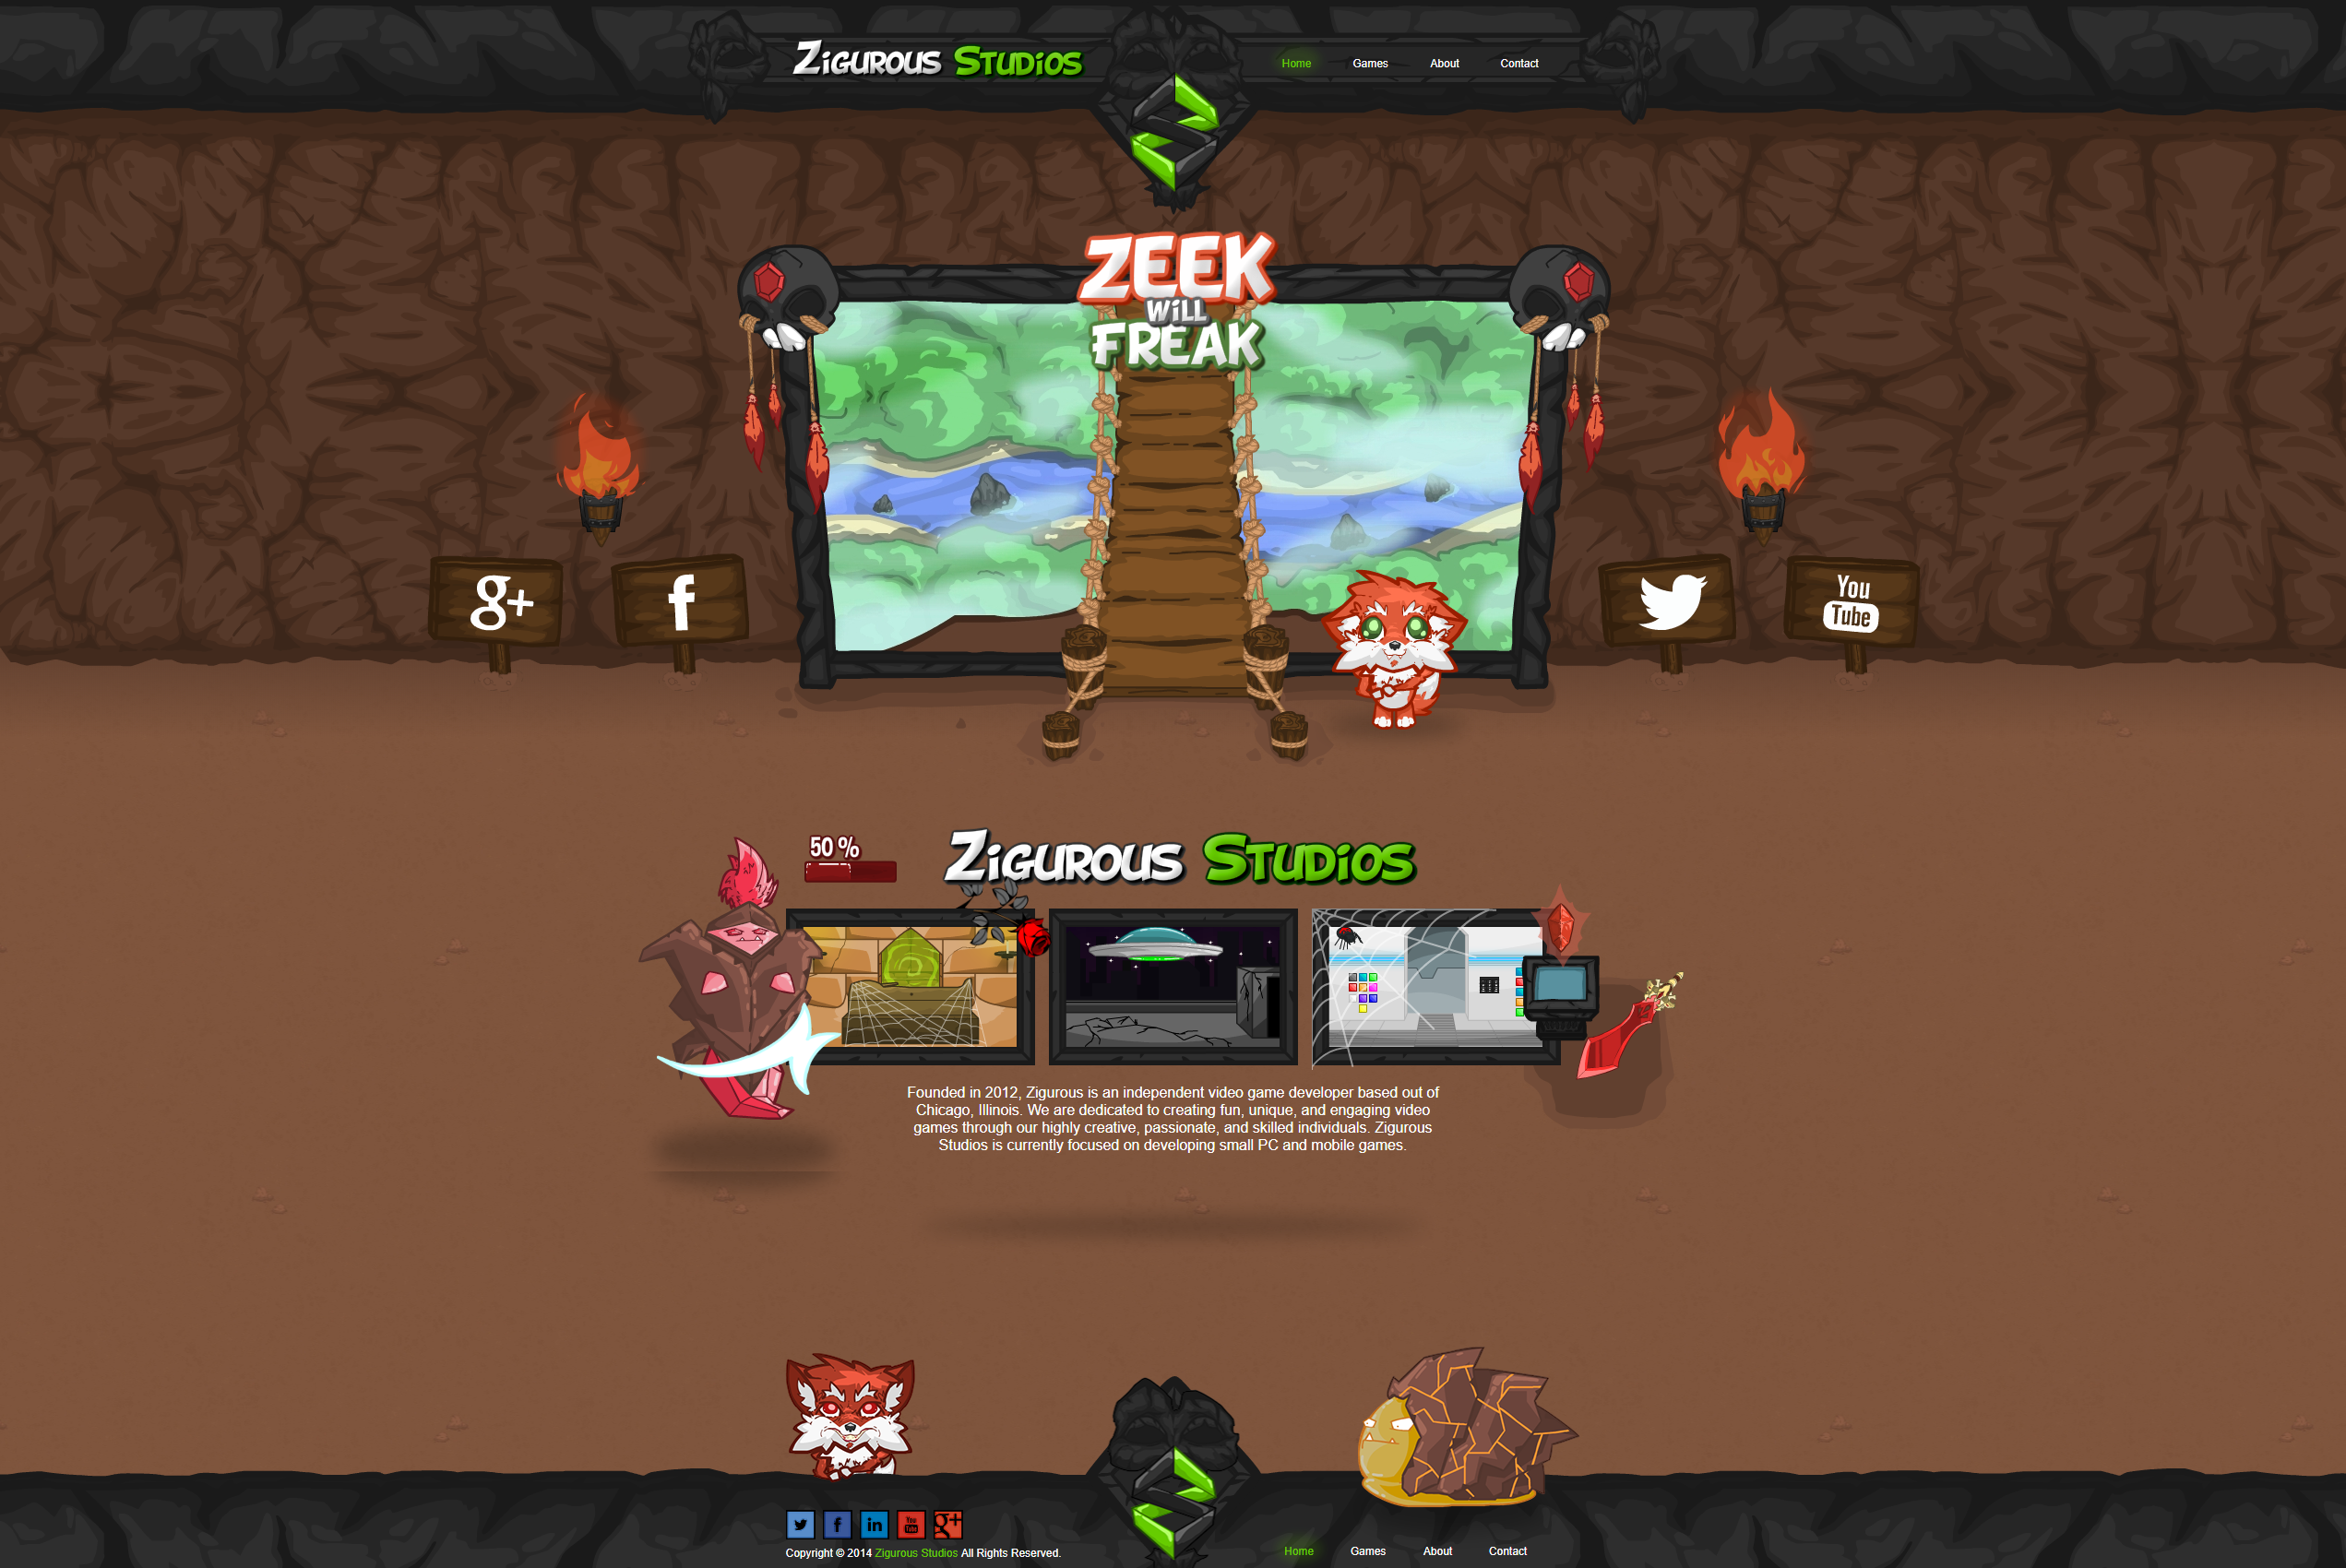 Zigurous Studios
Home Games About Contact
ZEEK
WiLL
FREAK
g+ f
You
Tube
50 %
Zigurous Studios
Founded in 2012, Zigurous is an independent video game developer based out of
Chicago, Illinois. We are dedicated to creating fun, unique, and engaging video
games through our highly creative, passionate, and skilled individuals. Zigurous
Studios is currently focused on developing small PC and mobile games.
f in You Tube g+
Copyright © 2014 Zigurous Studios All Rights Reserved.
Home Games About Contact